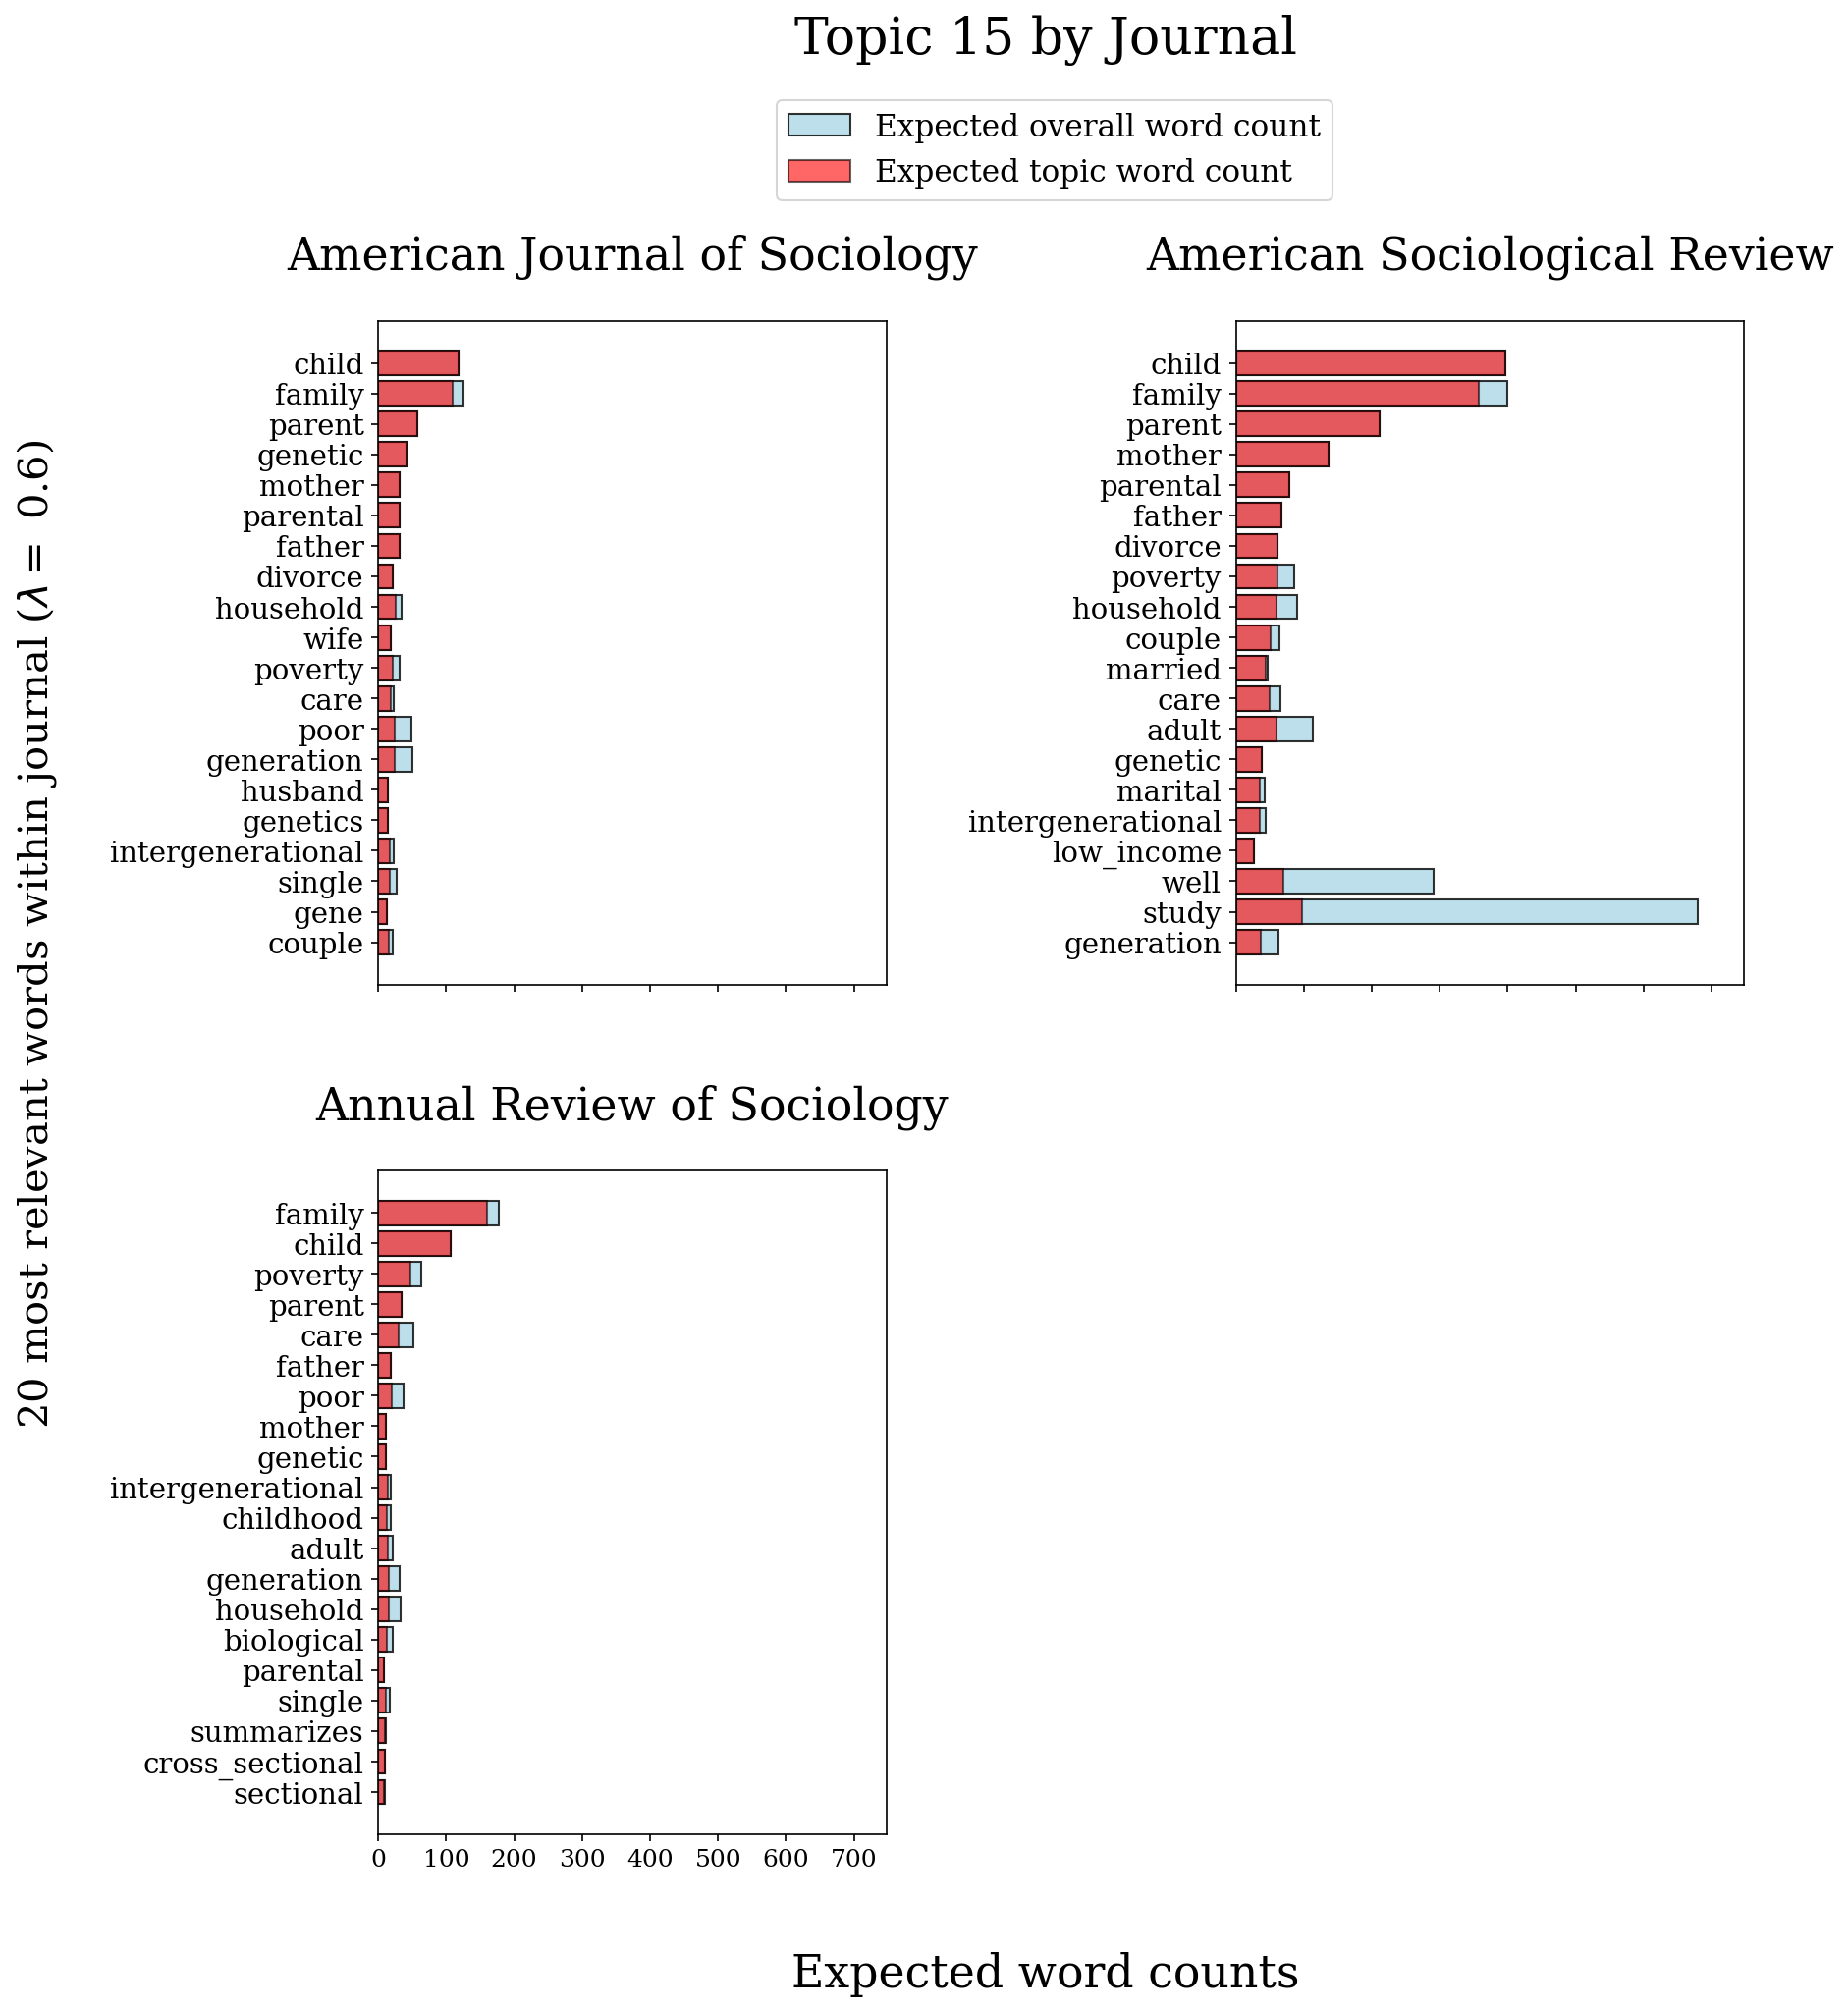 Topic 15 by Journal
Expected overall word count
Expected topic word count
20 most relevant words within journal (λ = 0.6)
American Journal of Sociology
child
family
parent
genetic
mother
parental
father
divorce
household
wife
poverty
care
poor
generation
husband
genetics
intergenerational
single
gene
couple
American Sociological Review
child
family
parent
mother
parental
father
divorce
poverty
household
couple
married
care
adult
genetic
marital
intergenerational
low_income
well
study
generation
Annual Review of Sociology
family
child
poverty
parent
care
father
poor
mother
genetic
intergenerational
childhood
adult
generation
household
biological
parental
single
summarizes
cross_sectional
sectional
0 100 200 300 400 500 600 700
Expected word counts